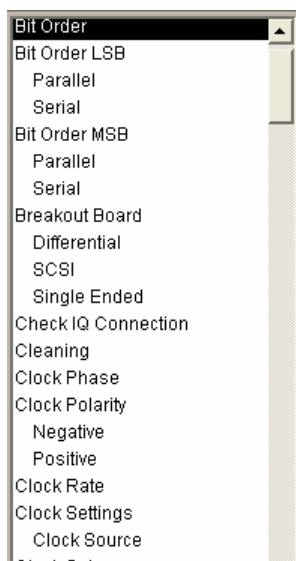 Bit Order
Bit Order LSB
Parallel
Serial
Bit Order MSB
Parallel
Serial
Breakout Board
Differential
SCSI
Single Ended
Check IQ Connection
Cleaning
Clock Phase
Clock Polarity
Negative
Positive
Clock Rate
Clock Settings
Clock Source